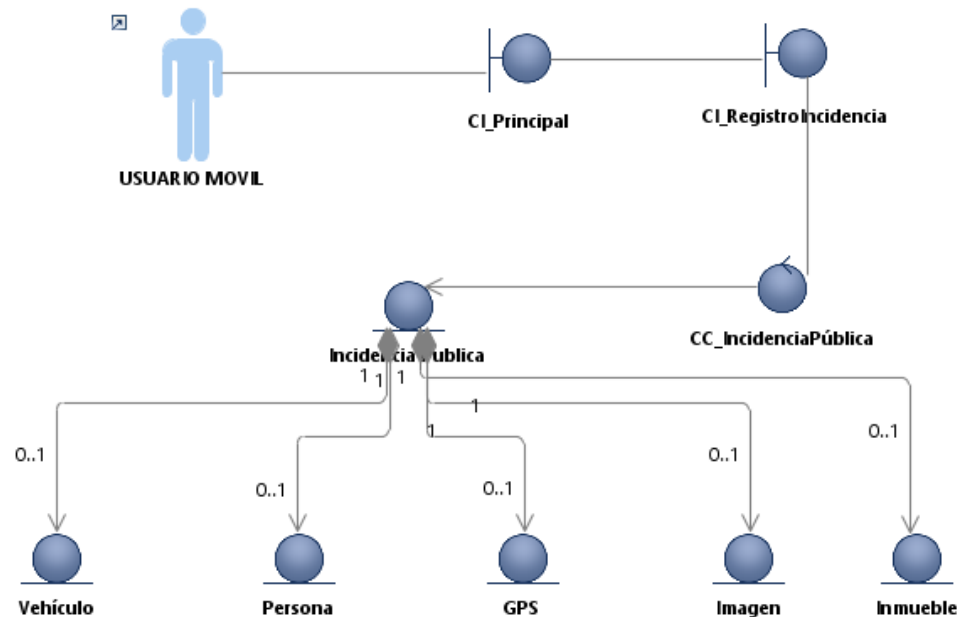 CI_Principal
CI_RegistroIncidencia
USUARIO MOVIL
CC_IncidenciaPública
IncidenciaPublica
1
1
1
1
1
0..1
0..1
0..1
0..1
0..1
Vehículo
Persona
GPS
Imagen
Inmueble